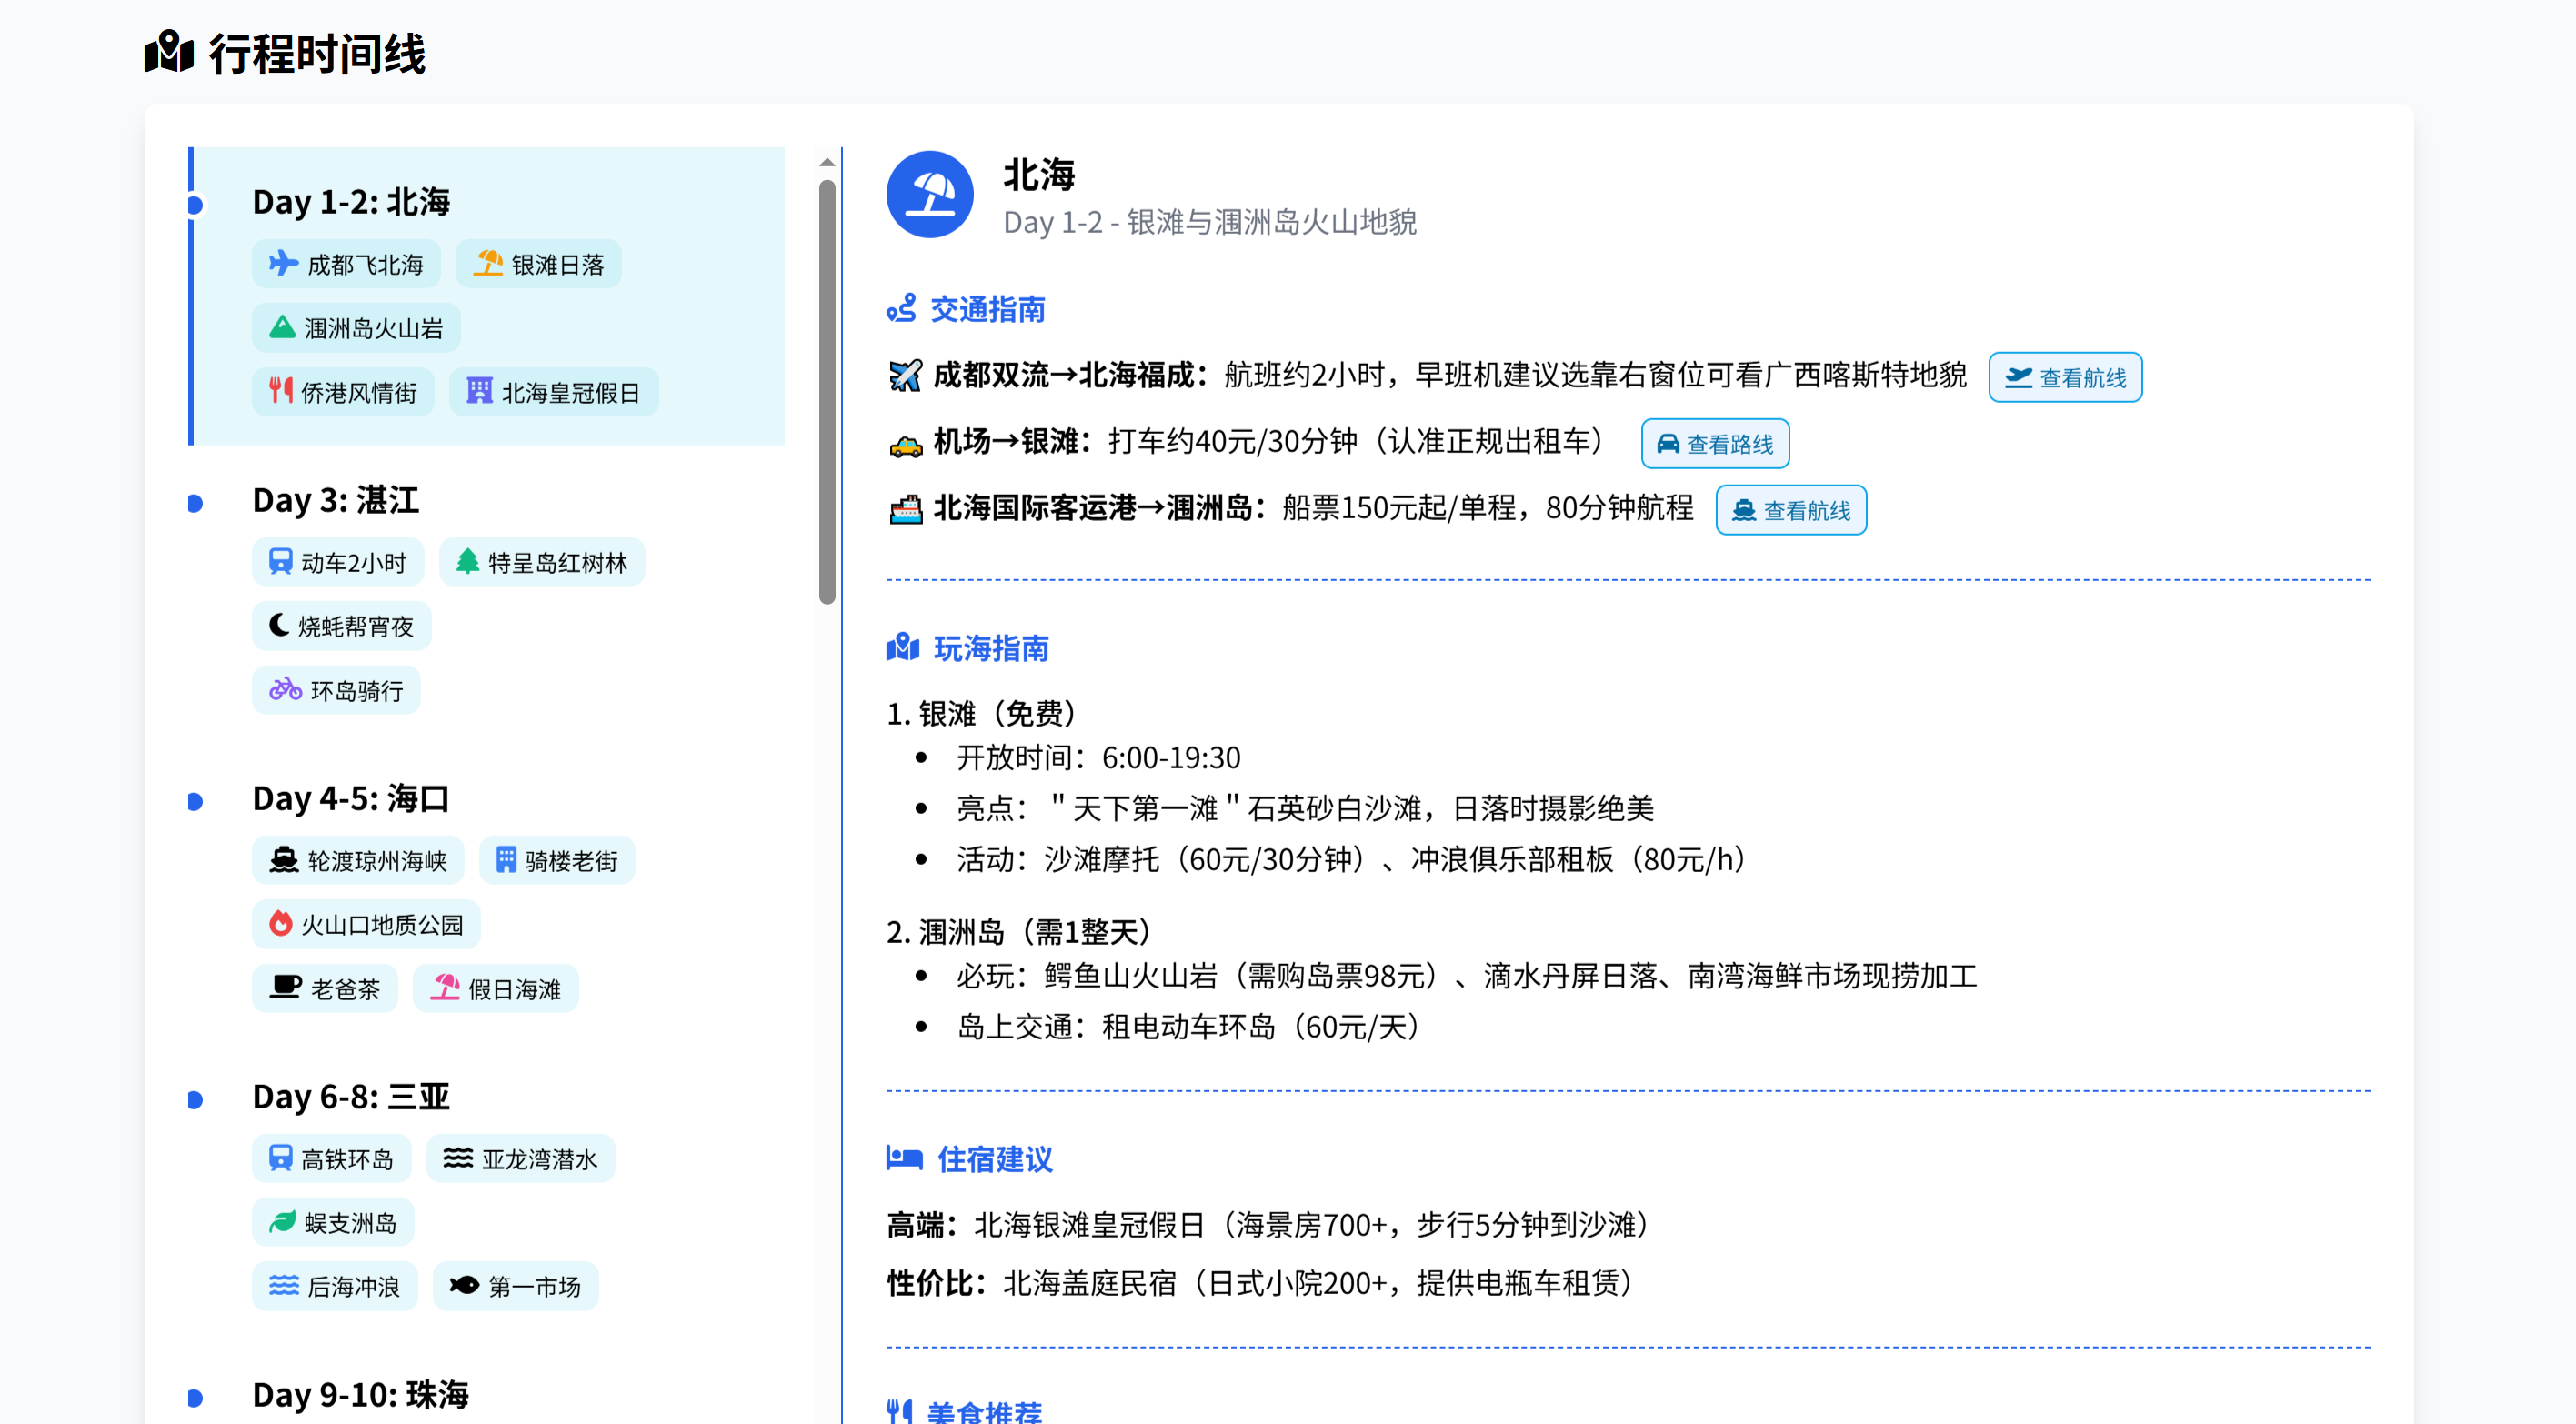 行程时间线
Day 1-2: 北海
成都飞北海 银滩日落
涠洲岛火山岩
侨港风情街 北海皇冠假日
Day 3: 湛江
动车2小时 特呈岛红树林
烧蚝帮宵夜
环岛骑行
Day 4-5: 海口
轮渡琼州海峡 骑楼老街
火山口地质公园
老爸茶 假日海滩
Day 6-8: 三亚
高铁环岛 亚龙湾潜水
蜈支洲岛
后海冲浪 第一市场
Day 9-10: 珠海
北海
Day 1-2 - 银滩与涠洲岛火山地貌
交通指南
成都双流→北海福成：航班约2小时，早班机建议选靠右窗位可看广西喀斯特地貌 查看航线
机场→银滩：打车约40元/30分钟（认准正规出租车） 查看路线
北海国际客运港→涠洲岛：船票150元起/单程，80分钟航程 查看航线
玩海指南
1. 银滩（免费）
• 开放时间：6:00-19:30
• 亮点："天下第一滩"石英砂白沙滩，日落时摄影绝美
• 活动：沙滩摩托（60元/30分钟）、冲浪俱乐部租板（80元/h）
2. 涠洲岛（需1整天）
• 必玩：鳄鱼山火山岩（需购岛票98元）、滴水丹屏日落、南湾海鲜市场现捞加工
• 岛上交通：租电动车环岛（60元/天）
住宿建议
高端：北海银滩皇冠假日（海景房700+，步行5分钟到沙滩）
性价比：北海盖庭民宿（日式小院200+，提供电瓶车租赁）
美食推荐